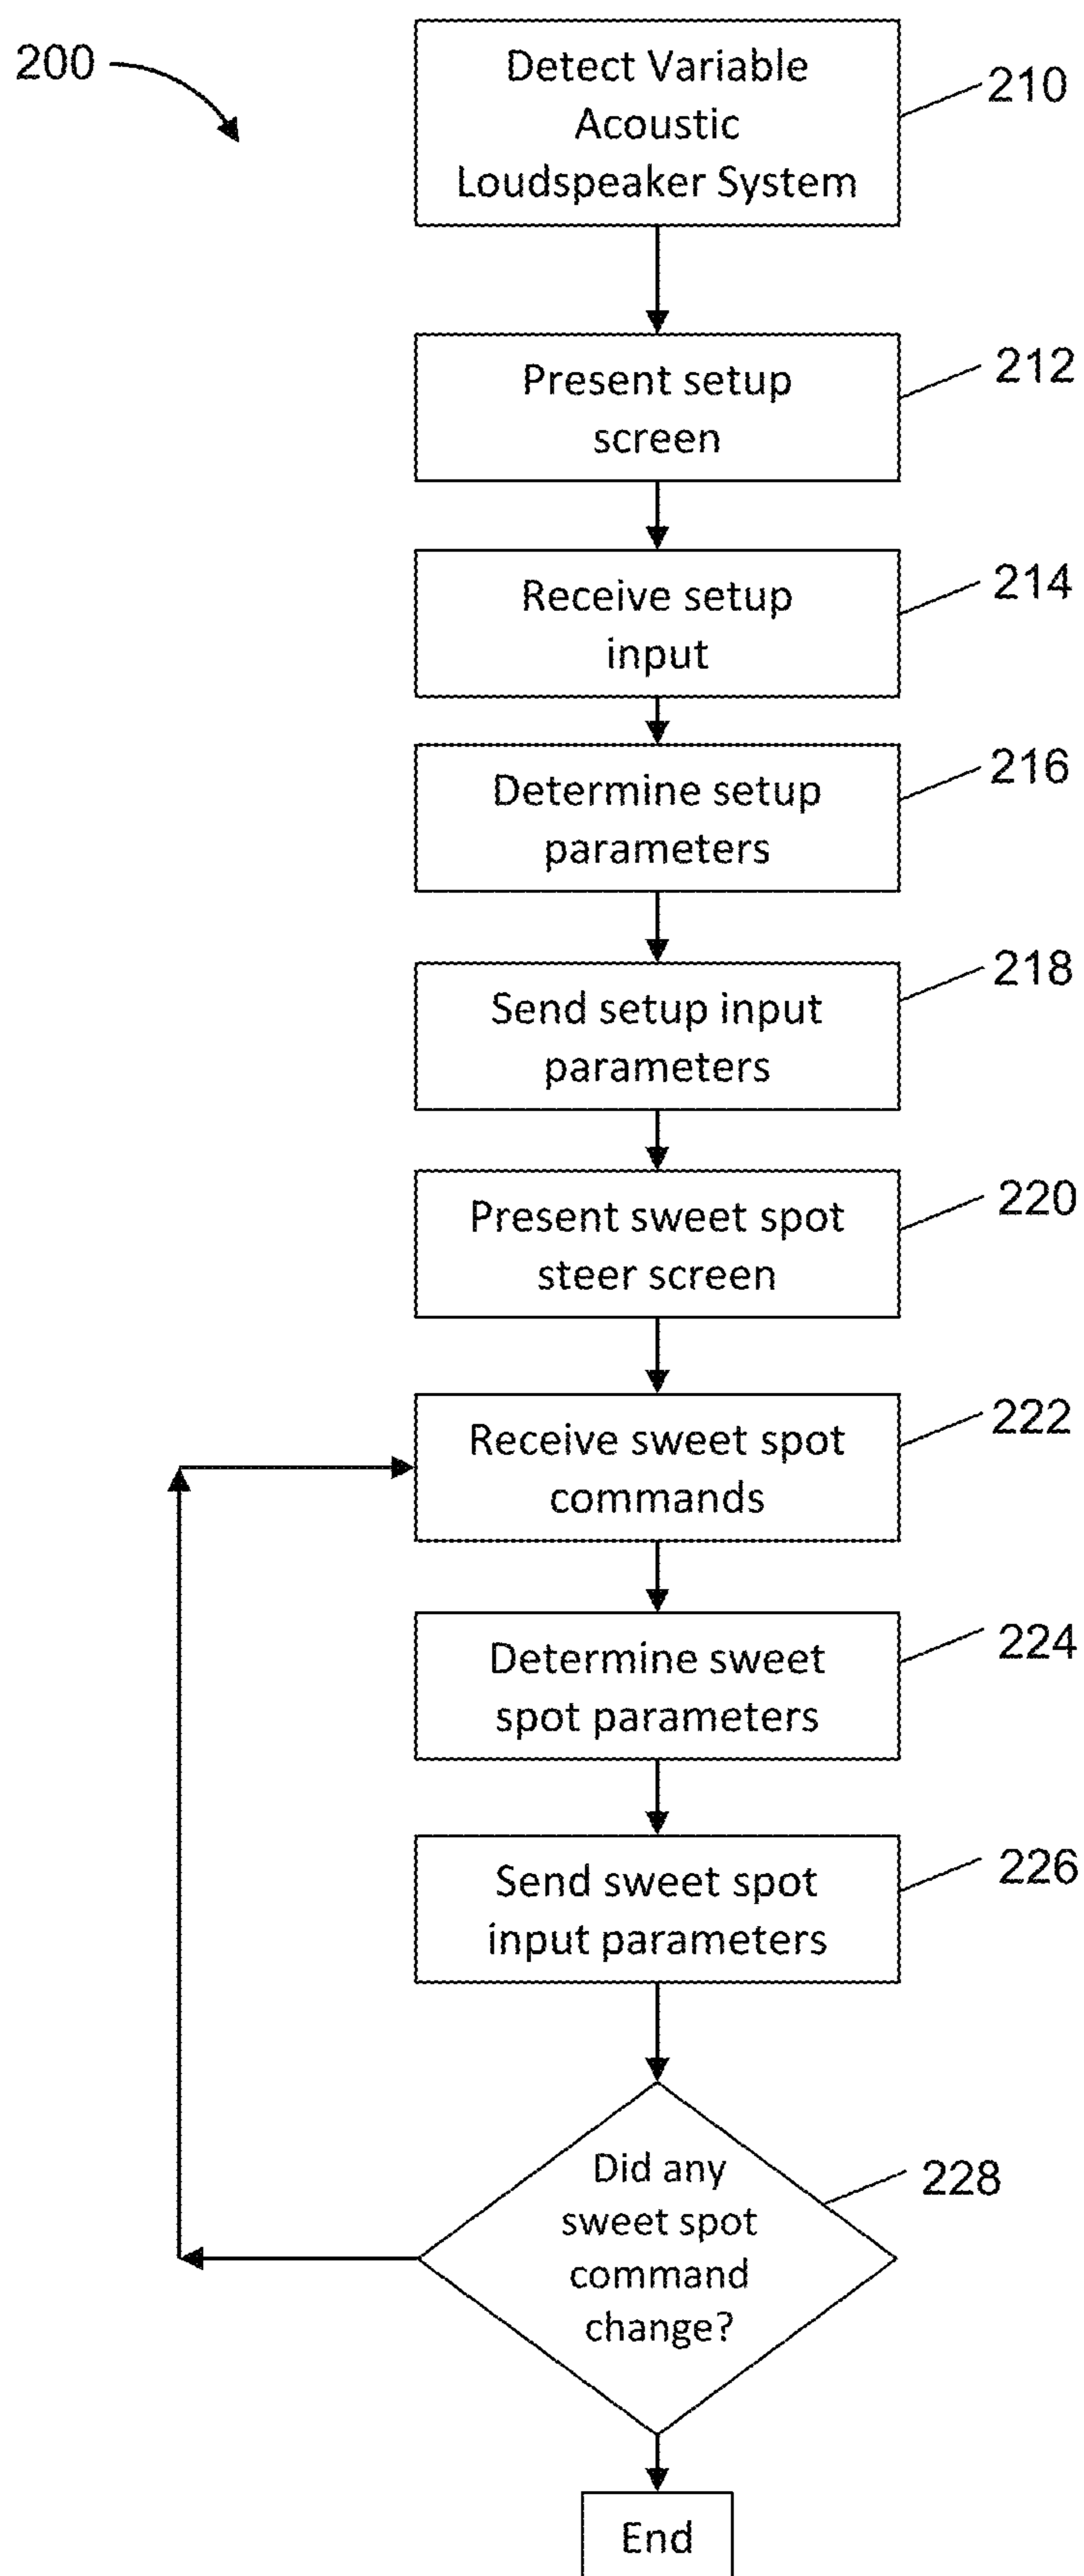 200
Detect Variable
Acoustic
Loudspeaker System
210
Present setup
screen
212
Receive setup
input
214
Determine setup
parameters
216
Send setup input
parameters
218
Present sweet spot
steer screen
220
Receive sweet spot
commands
222
Determine sweet
spot parameters
224
Send sweet spot
input parameters
226
Did any
sweet spot
command
change?
228
End